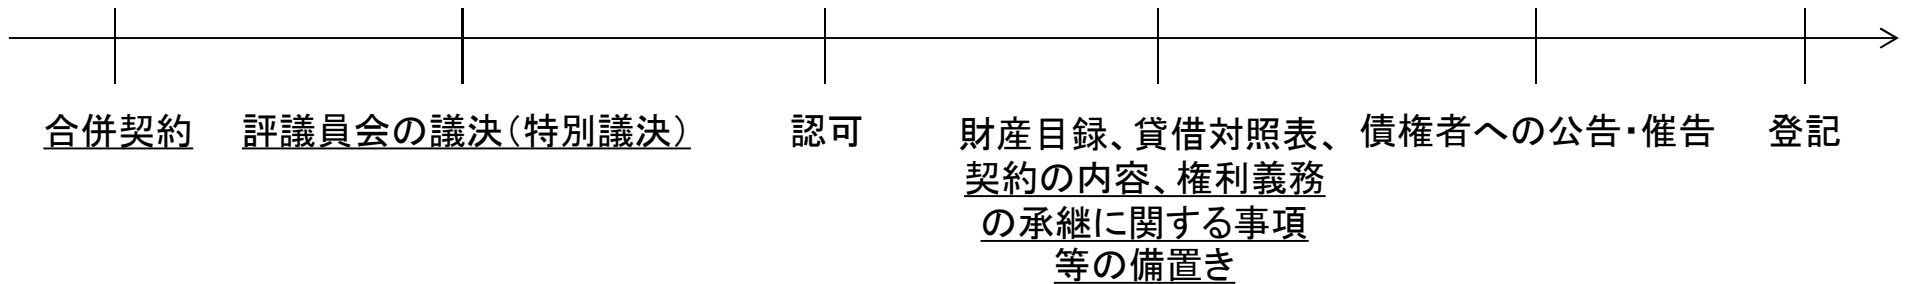 合併契約
評議員会の議決（特別議決）
認可
財産目録、貸借対照表、
契約の内容、権利義務
の承継に関する事項
等の備置き
債権者への公告・催告
登記